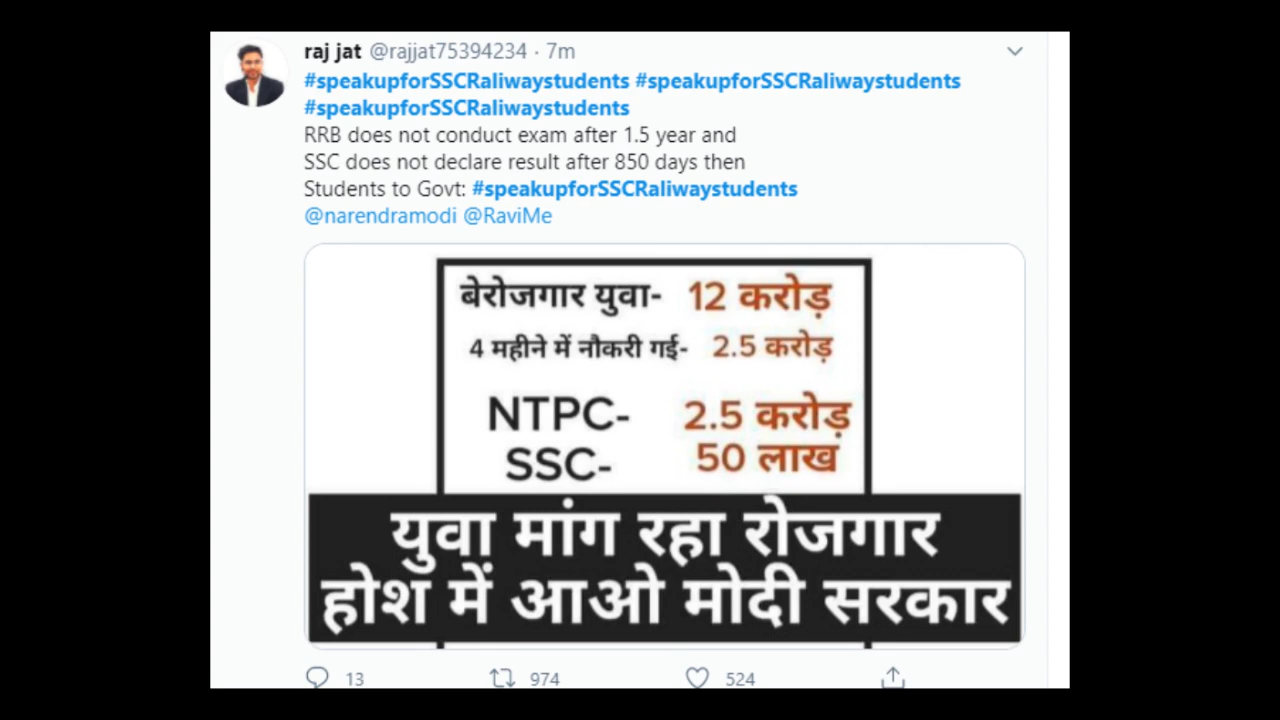 raj jat @rajjat75394234 · 7m
#speakupforSSCRaliwaystudents #speakupforSSCRaliwaystudents
#speakupforSSCRaliwaystudents
RRB does not conduct exam after 1.5 year and
SSC does not declare result after 850 days then
Students to Govt: #speakupforSSCRaliwaystudents
@narendramodi @RaviMe
बेरोजगार युवा- 12 करोड़
4 महीने में नौकरी गई- 2.5 करोड़
NTPC- 2.5 करोड़
SSC- 50 लाख
युवा मांग रहा रोजगार
होश में आओ मोदी सरकार
13 974 524